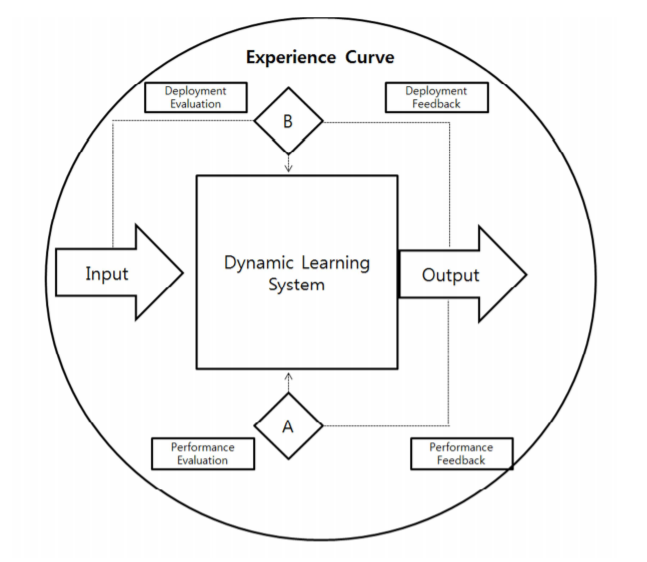 Experience Curve
Deployment
Evaluation
Deployment
Feedback
B
Input
Dynamic Learning
System
Output
A
Performance
Evaluation
Performance
Feedback